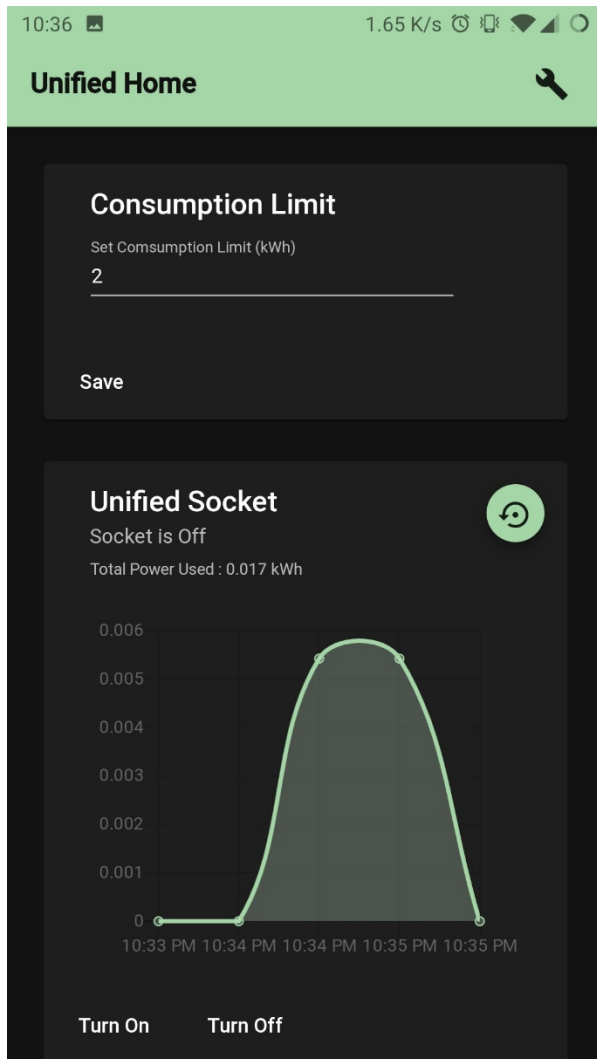 10:36 1.65 K/s
Unified Home
Consumption Limit
Set Comsumption Limit (kWh)
2
Save
Unified Socket
Socket is Off
Total Power Used : 0.017 kWh
0.006
0.005
0.004
0.003
0.002
0.001
0
10:33 PM 10:34 PM 10:34 PM 10:35 PM 10:35 PM
Turn On Turn Off